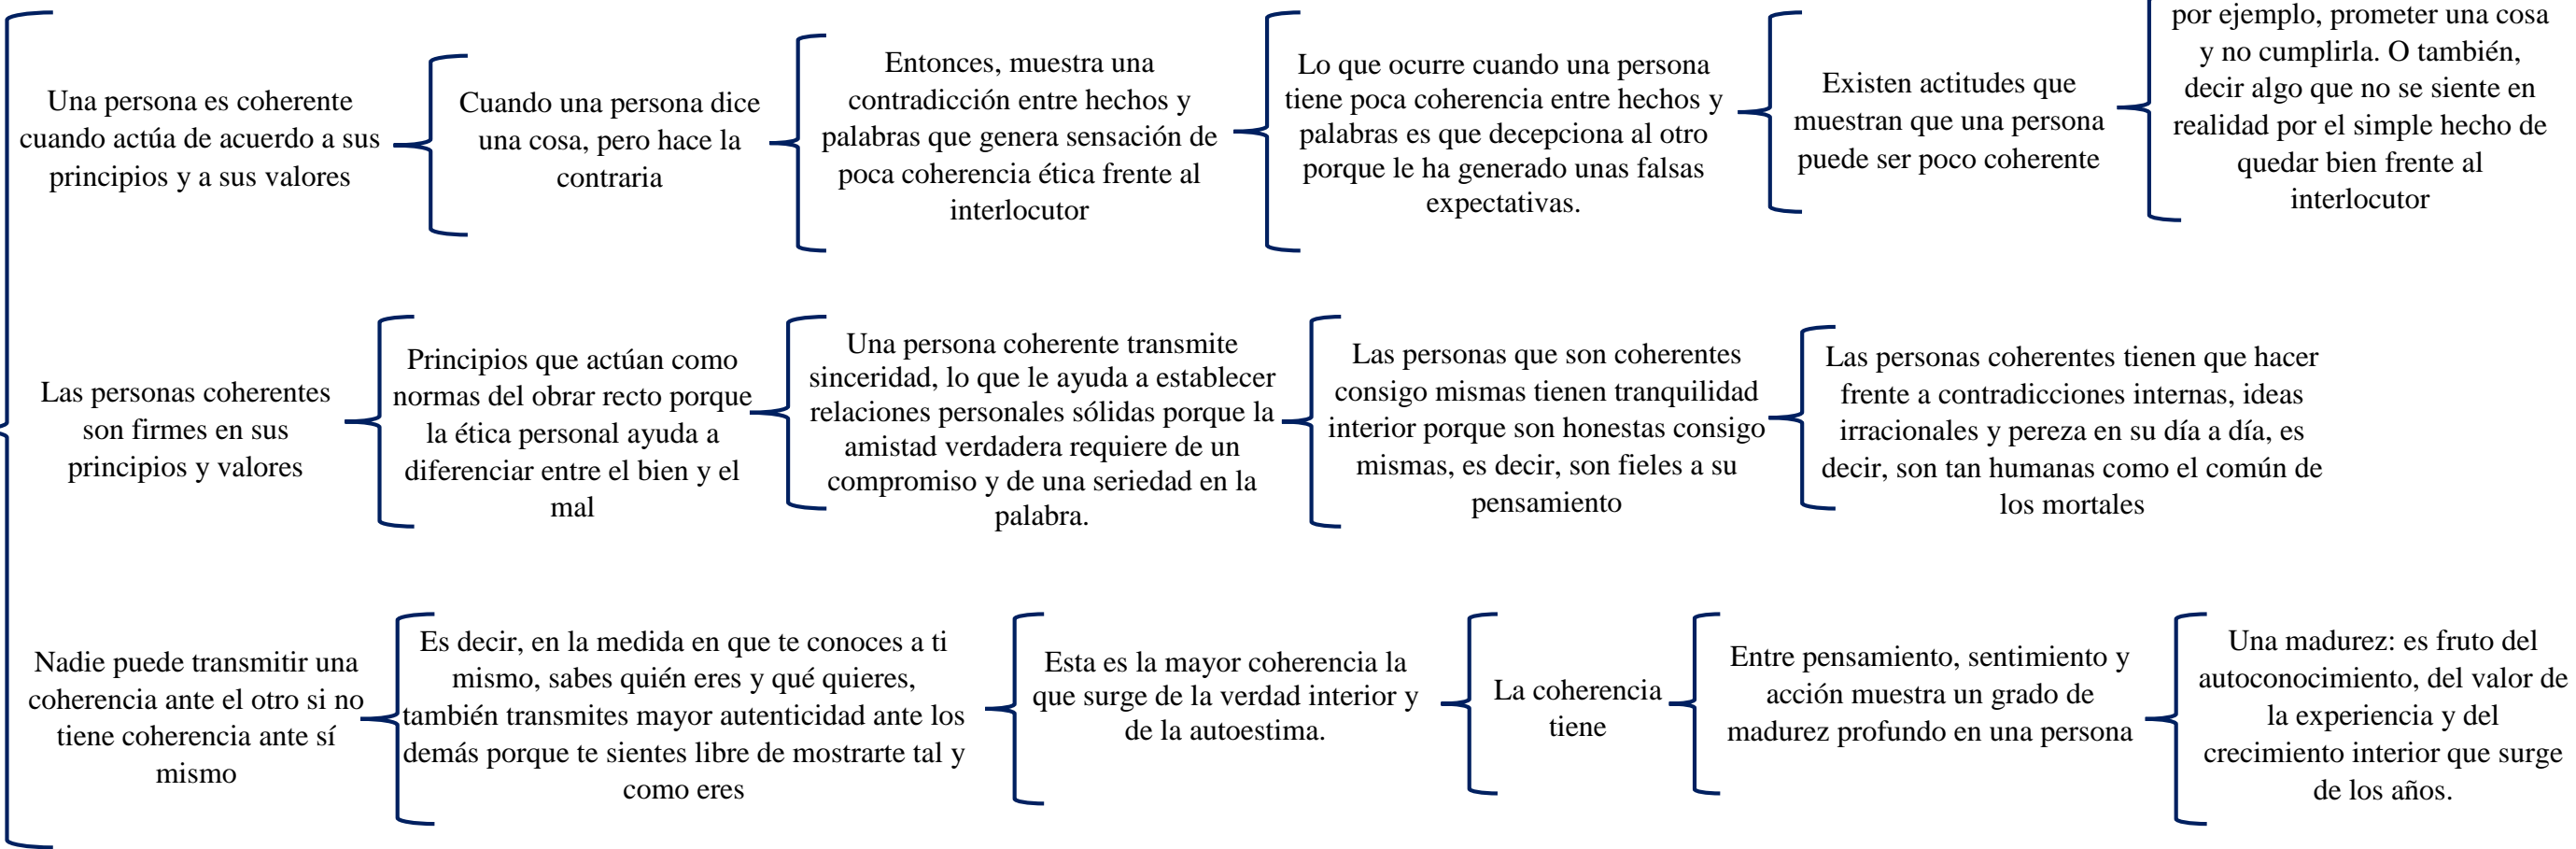 Una persona es coherente
cuando actúa de acuerdo a sus
principios y a sus valores
Cuando una persona dice
una cosa, pero hace la
contraria
Entonces, muestra una
contradicción entre hechos y
palabras que genera sensación de
poca coherencia ética frente al
interlocutor
Lo que ocurre cuando una persona
tiene poca coherencia entre hechos y
palabras es que decepciona al otro
porque le ha generado unas falsas
expectativas.
Existen actitudes que
muestran que una persona
puede ser poco coherente
por ejemplo, prometer una cosa
y no cumplirla. O también,
decir algo que no se siente en
realidad por el simple hecho de
quedar bien frente al
interlocutor
Las personas coherentes
son firmes en sus
principios y valores
Principios que actúan como
normas del obrar recto porque
la ética personal ayuda a
diferenciar entre el bien y el
mal
Una persona coherente transmite
sinceridad, lo que le ayuda a establecer
relaciones personales sólidas porque la
amistad verdadera requiere de un
compromiso y de una seriedad en la
palabra.
Las personas que son coherentes
consigo mismas tienen tranquilidad
interior porque son honestas consigo
mismas, es decir, son fieles a su
pensamiento
Las personas coherentes tienen que hacer
frente a contradicciones internas, ideas
irracionales y pereza en su día a día, es
decir, son tan humanas como el común de
los mortales
Nadie puede transmitir una
coherencia ante el otro si no
tiene coherencia ante sí
mismo
Es decir, en la medida en que te conoces a ti
mismo, sabes quién eres y qué quieres,
también transmites mayor autenticidad ante los
demás porque te sientes libre de mostrarte tal y
como eres
Esta es la mayor coherencia la
que surge de la verdad interior y
de la autoestima.
La coherencia
tiene
Entre pensamiento, sentimiento y
acción muestra un grado de
madurez profundo en una persona
Una madurez: es fruto del
autoconocimiento, del valor de
la experiencia y del
crecimiento interior que surge
de los años.